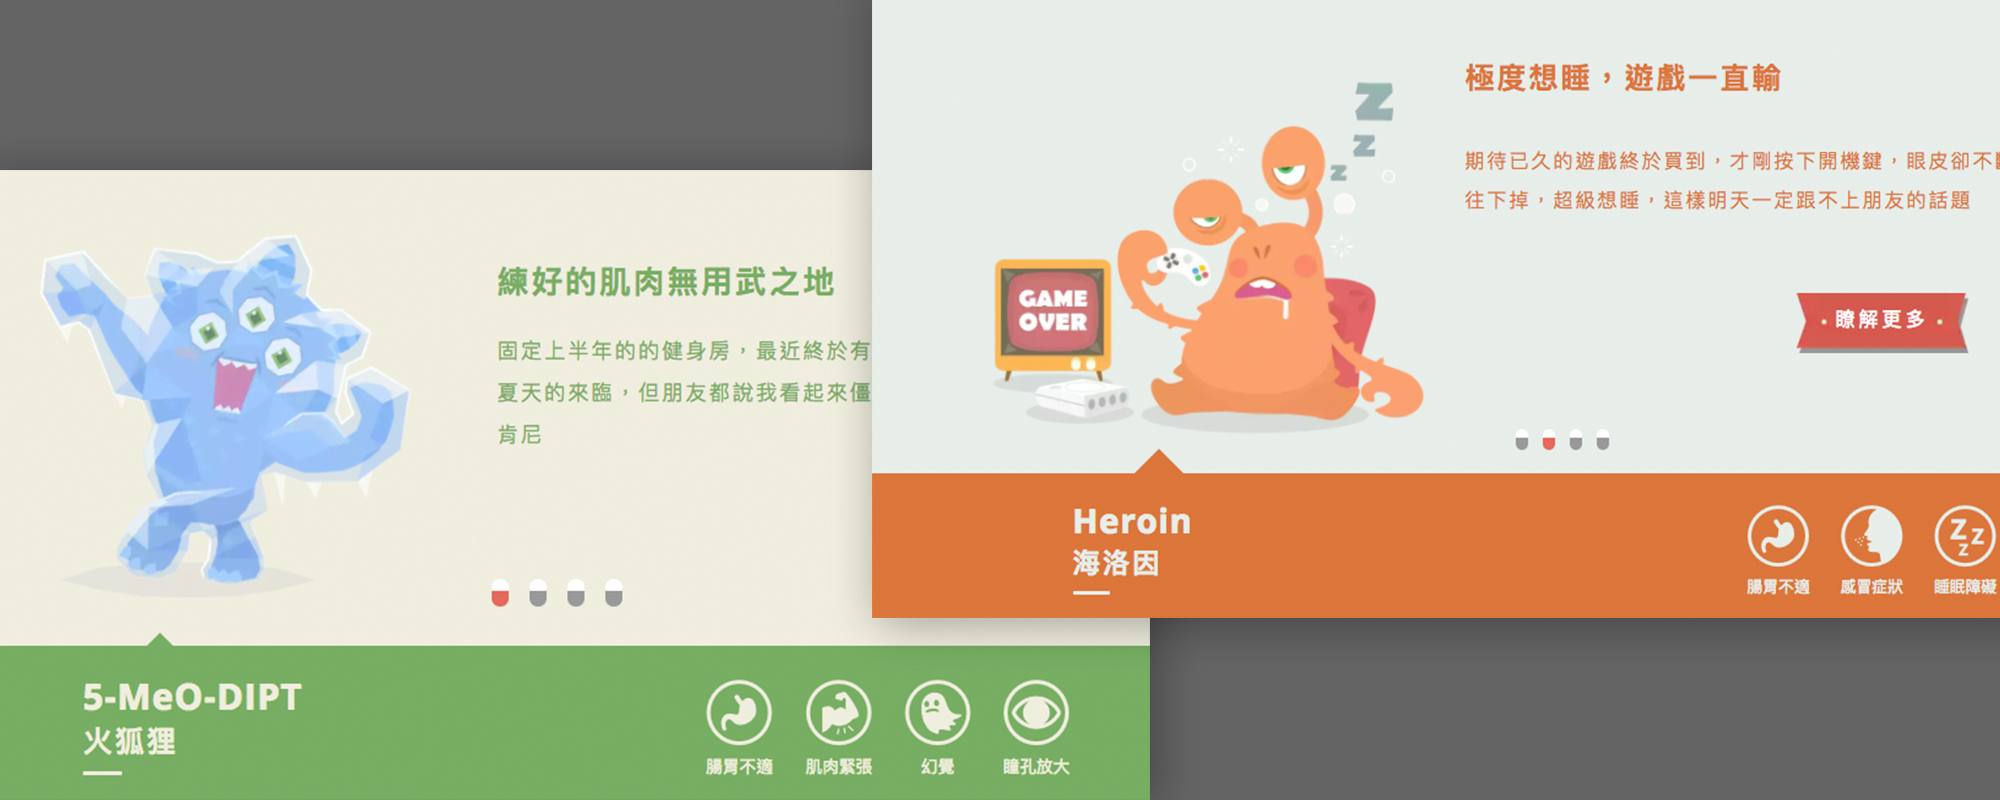 練好的肌肉無用武之地
固定上半年的的健身房，最近終於有
夏天的來臨，但朋友都說我看起來僵
肯尼
5-MeO-DIPT
火狐狸
腸胃不適
肌肉緊張
幻覺
瞳孔放大
極度想睡，遊戲一直輸
期待已久的遊戲終於買到，才剛按下開機鍵，眼皮卻不
往下掉，超級想睡，這樣明天一定跟不上朋友的話題
瞭解更多
Z
Z
Z
GAME
OVER
Heroin
海洛因
腸胃不適
感冒症狀
Z
Z
Z
睡眠障礙